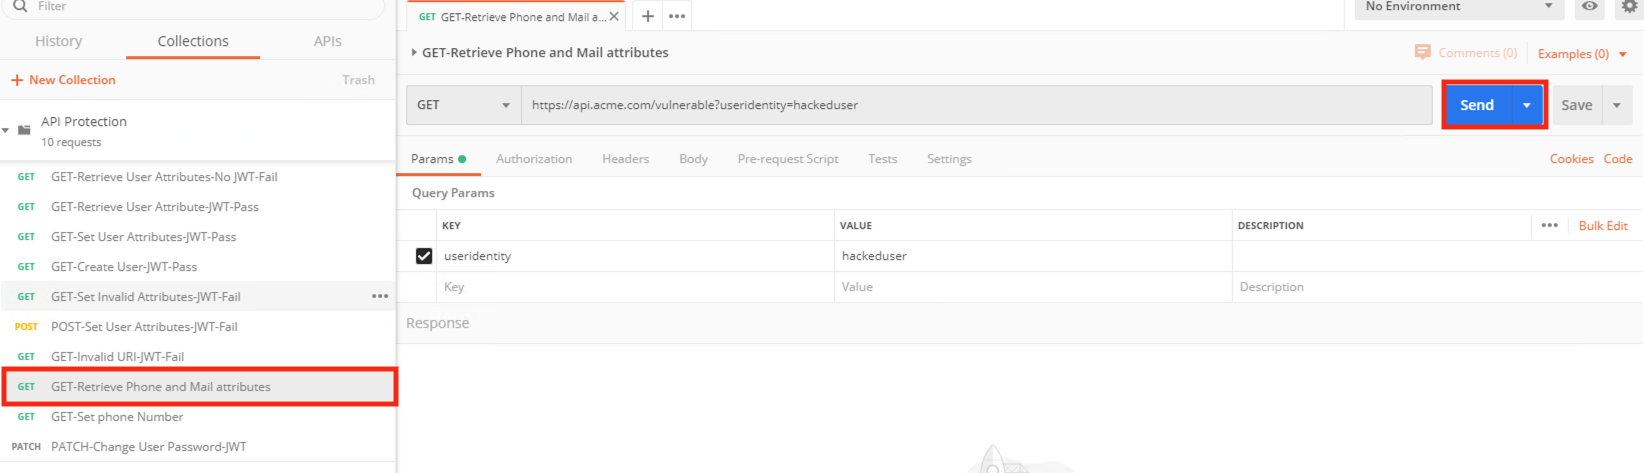 Filter
History Collections APIs
+ New Collection Trash
API Protection
10 requests
GET GET-Retrieve User Attributes-No JWT-Fail
GET GET-Retrieve User Attribute-JWT-Pass
GET GET-Set User Attributes-JWT-Pass
GET GET-Create User-JWT-Pass
GET GET-Set Invalid Attributes-JWT-Fail
POST POST-Set User Attributes-JWT-Fail
GET GET-Invalid URI-JWT-Fail
GET GET-Retrieve Phone and Mail attributes
GET GET-Set phone Number
PATCH PATCH-Change User Password-JWT
GET GET-Retrieve Phone and Mail a...
No Environment
GET-Retrieve Phone and Mail attributes
Comments (0) Examples (0)
GET https://api.acme.com/vulnerable?useridentity=hackeduser Send Save
Params Authorization Headers Body Pre-request Script Tests Settings Cookies Code
Query Params
KEY VALUE DESCRIPTION Bulk Edit
useridentity hackeduser
Key Value Description
Response